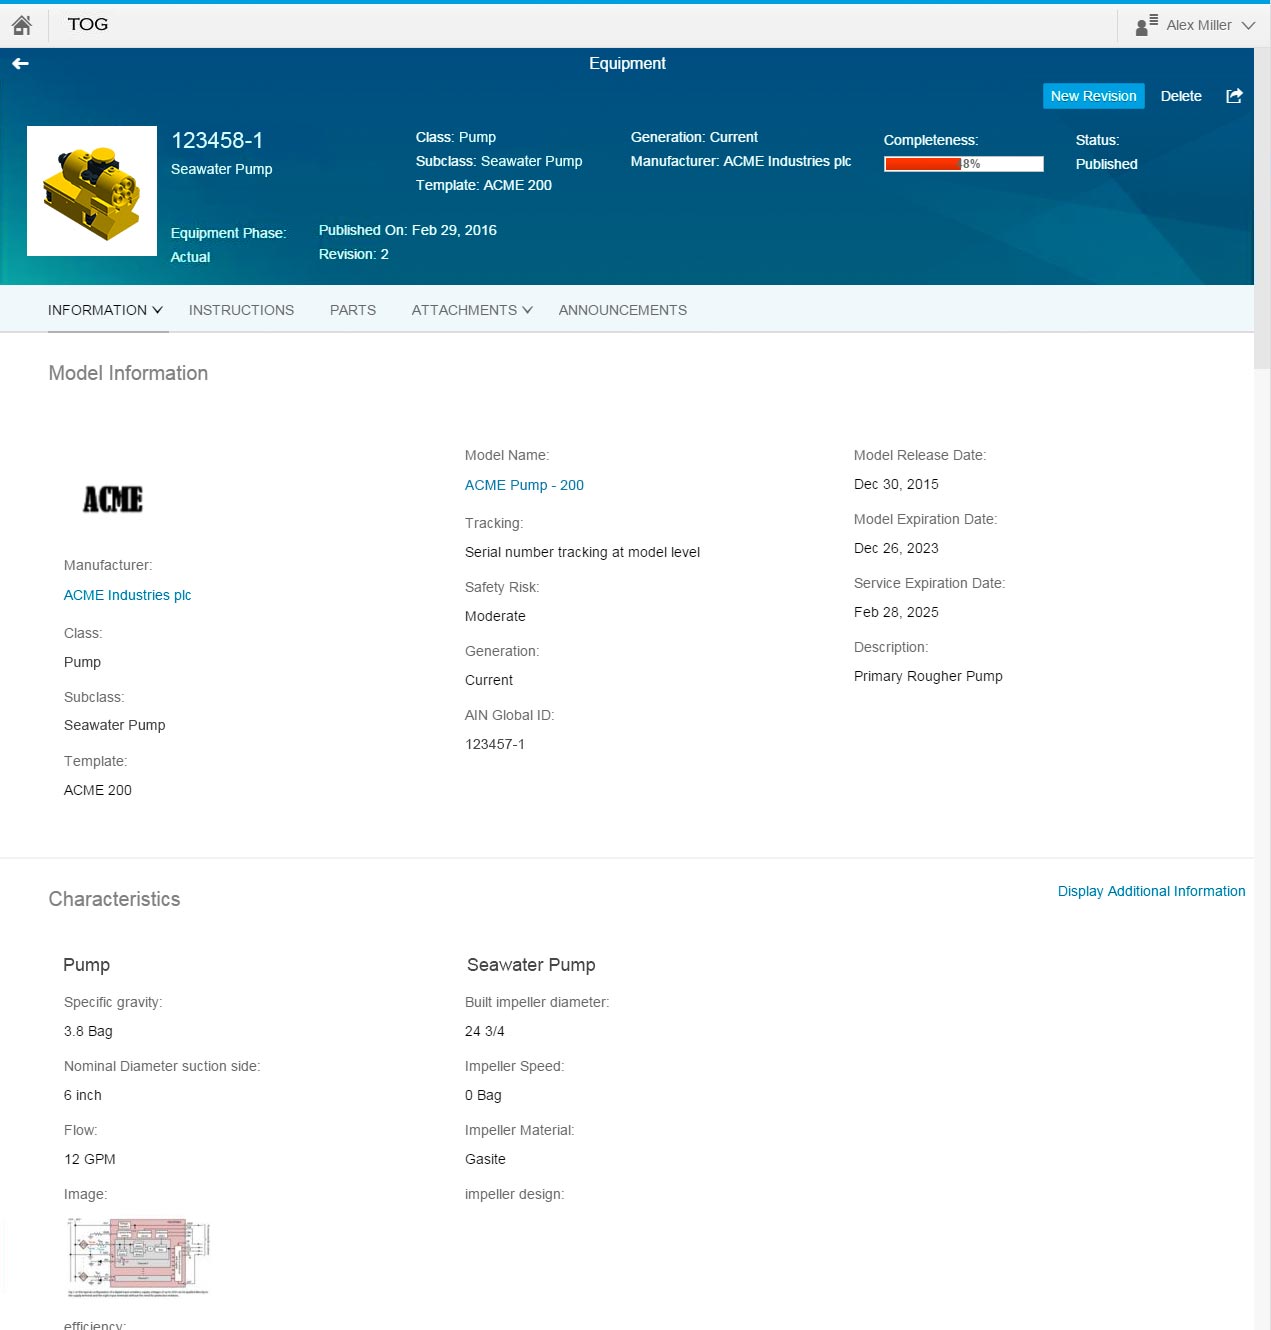 TOG
Alex Miller
Equipment
New Revision Delete
123458-1
Seawater Pump
Class: Pump
Subclass: Seawater Pump
Template: ACME 200
Generation: Current
Manufacturer: ACME Industries plc
Completeness:
48%
Status:
Published
Equipment Phase:
Actual
Published On: Feb 29, 2016
Revision: 2
INFORMATION INSTRUCTIONS PARTS ATTACHMENTS ANNOUNCEMENTS
Model Information
ACME
Manufacturer:
ACME Industries plc
Class:
Pump
Subclass:
Seawater Pump
Template:
ACME 200
Model Name:
ACME Pump - 200
Tracking:
Serial number tracking at model level
Safety Risk:
Moderate
Generation:
Current
AIN Global ID:
123457-1
Model Release Date:
Dec 30, 2015
Model Expiration Date:
Dec 26, 2023
Service Expiration Date:
Feb 28, 2025
Description:
Primary Rougher Pump
Characteristics
Display Additional Information
Pump
Specific gravity:
3.8 Bag
Nominal Diameter suction side:
6 inch
Flow:
12 GPM
Image:
efficiency:
Seawater Pump
Built impeller diameter:
24 3/4
Impeller Speed:
0 Bag
Impeller Material:
Gasite
impeller design: